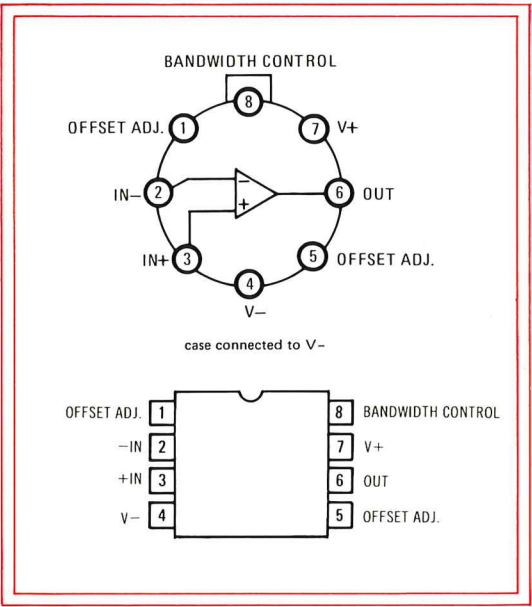 BANDWIDTH CONTROL
8
OFFSET ADJ. 1
7 V+
IN− 2
−
+
6 OUT
IN+ 3
5 OFFSET ADJ.
4
V−
case connected to V−
OFFSET ADJ. 1
8 BANDWIDTH CONTROL
−IN 2
7 V+
+IN 3
6 OUT
V− 4
5 OFFSET ADJ.